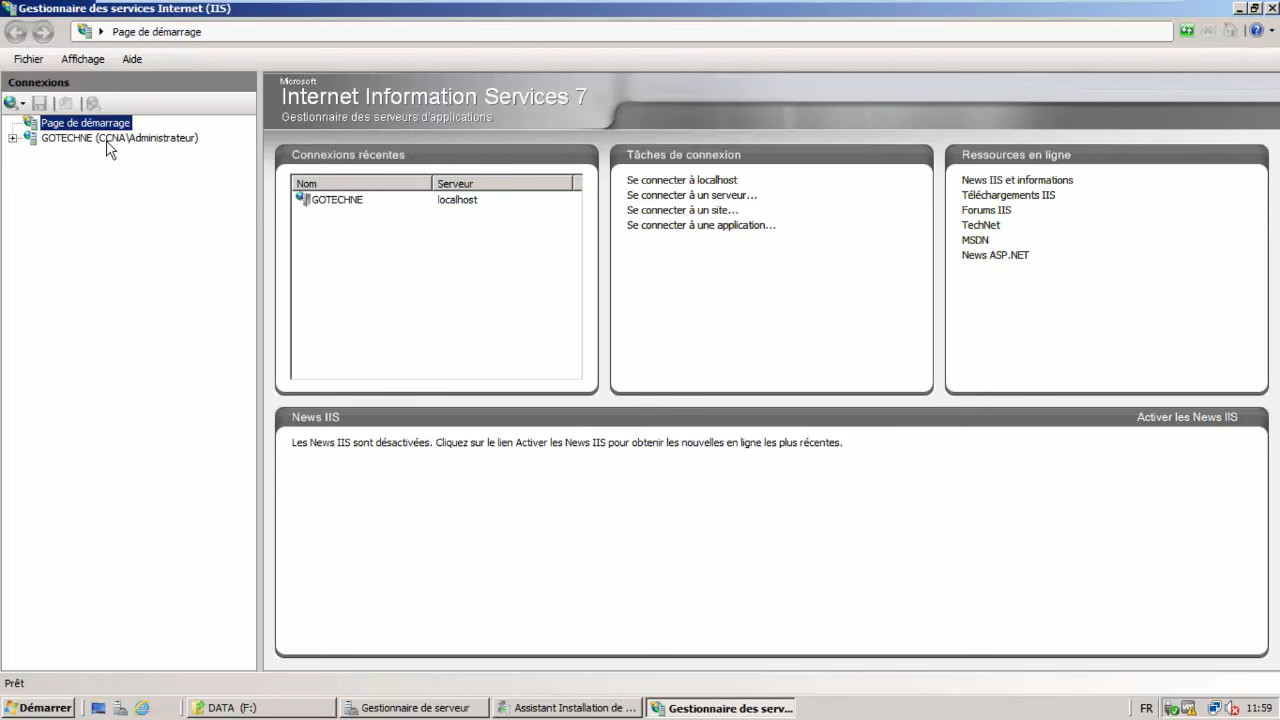 Gestionnaire des services Internet (IIS)
Page de démarrage
Fichier Affichage Aide
Connexions
Page de démarrage
GOTECHNE (CCNA\Administrateur)
Microsoft
Internet Information Services 7
Gestionnaire des serveurs d'applications
Connexions récentes
Nom Serveur
GOTECHNE localhost
Tâches de connexion
Se connecter à localhost
Se connecter à un serveur...
Se connecter à un site...
Se connecter à une application...
Ressources en ligne
News IIS et informations
Téléchargements IIS
Forums IIS
TechNet
MSDN
News ASP.NET
News IIS Activer les News IIS
Les News IIS sont désactivées. Cliquez sur le lien Activer les News IIS pour obtenir les nouvelles en ligne les plus récentes.
Prêt
Démarrer DATA (F:) Gestionnaire de serveur Assistant Installation de ... Gestionnaire des serv... FR 11:59